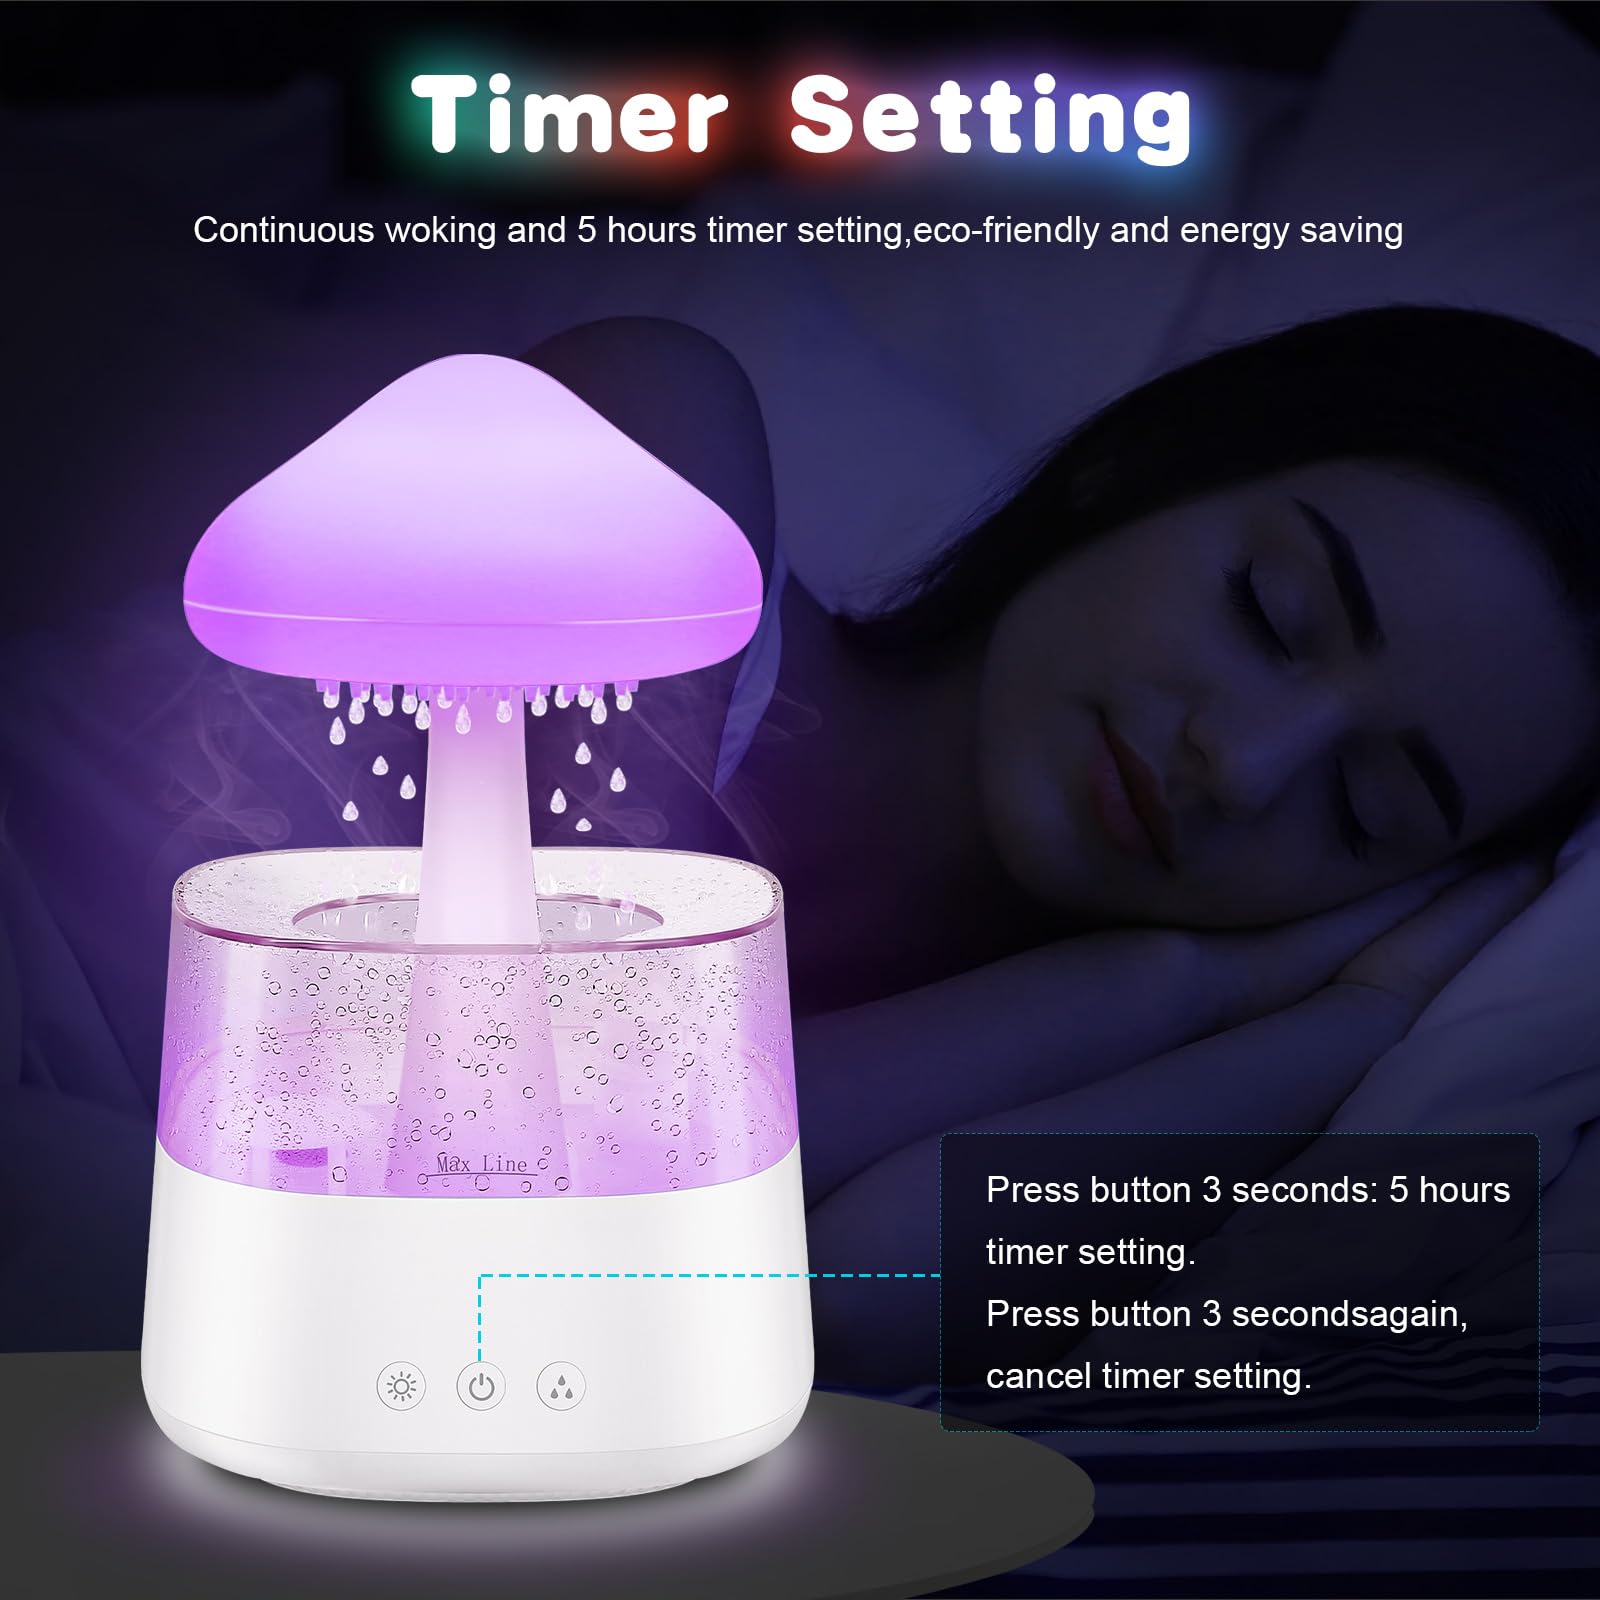 Timer Setting
Continuous woking and 5 hours timer setting,eco-friendly and energy saving
Max Line
Press button 3 seconds: 5 hours
timer setting.
Press button 3 secondsagain,
cancel timer setting.